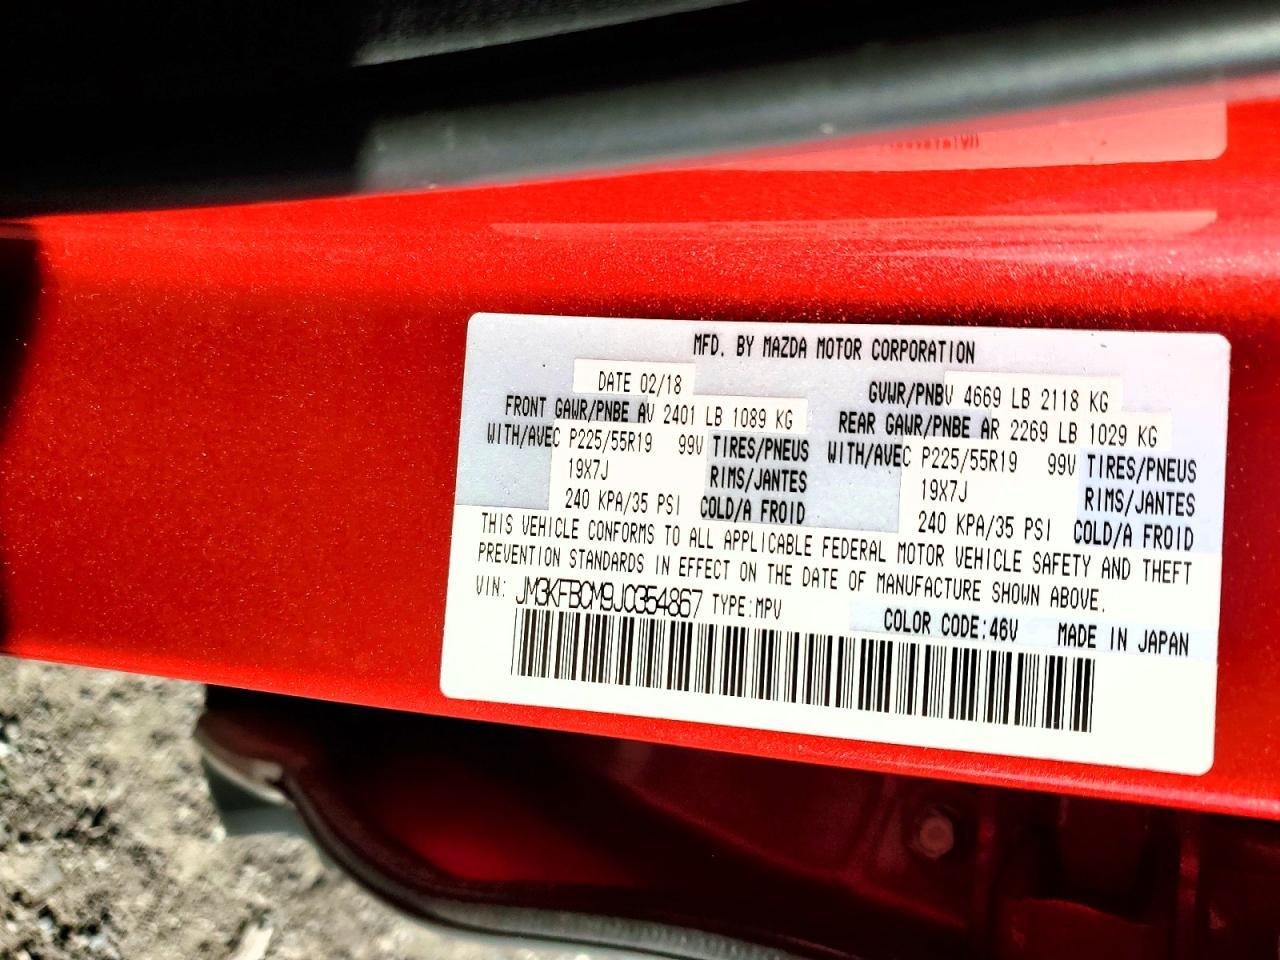 MFD. BY MAZDA MOTOR CORPORATION
DATE 02/18 GVWR/PNBV 4669 LB 2118 KG
FRONT GAWR/PNBE AV 2401 LB 1089 KG REAR GAWR/PNBE AR 2269 LB 1029 KG
WITH/AVEC P225/55R19 99V TIRES/PNEUS WITH/AVEC P225/55R19 99V TIRES/PNEUS
19X7J RIMS/JANTES 19X7J RIMS/JANTES
240 KPA/35 PSI COLD/A FROID 240 KPA/35 PSI COLD/A FROID
THIS VEHICLE CONFORMS TO ALL APPLICABLE FEDERAL MOTOR VEHICLE SAFETY AND THEFT
PREVENTION STANDARDS IN EFFECT ON THE DATE OF MANUFACTURE SHOWN ABOVE.
VIN: JM3KFBCM9J0354867 TYPE:MPV COLOR CODE:46V MADE IN JAPAN